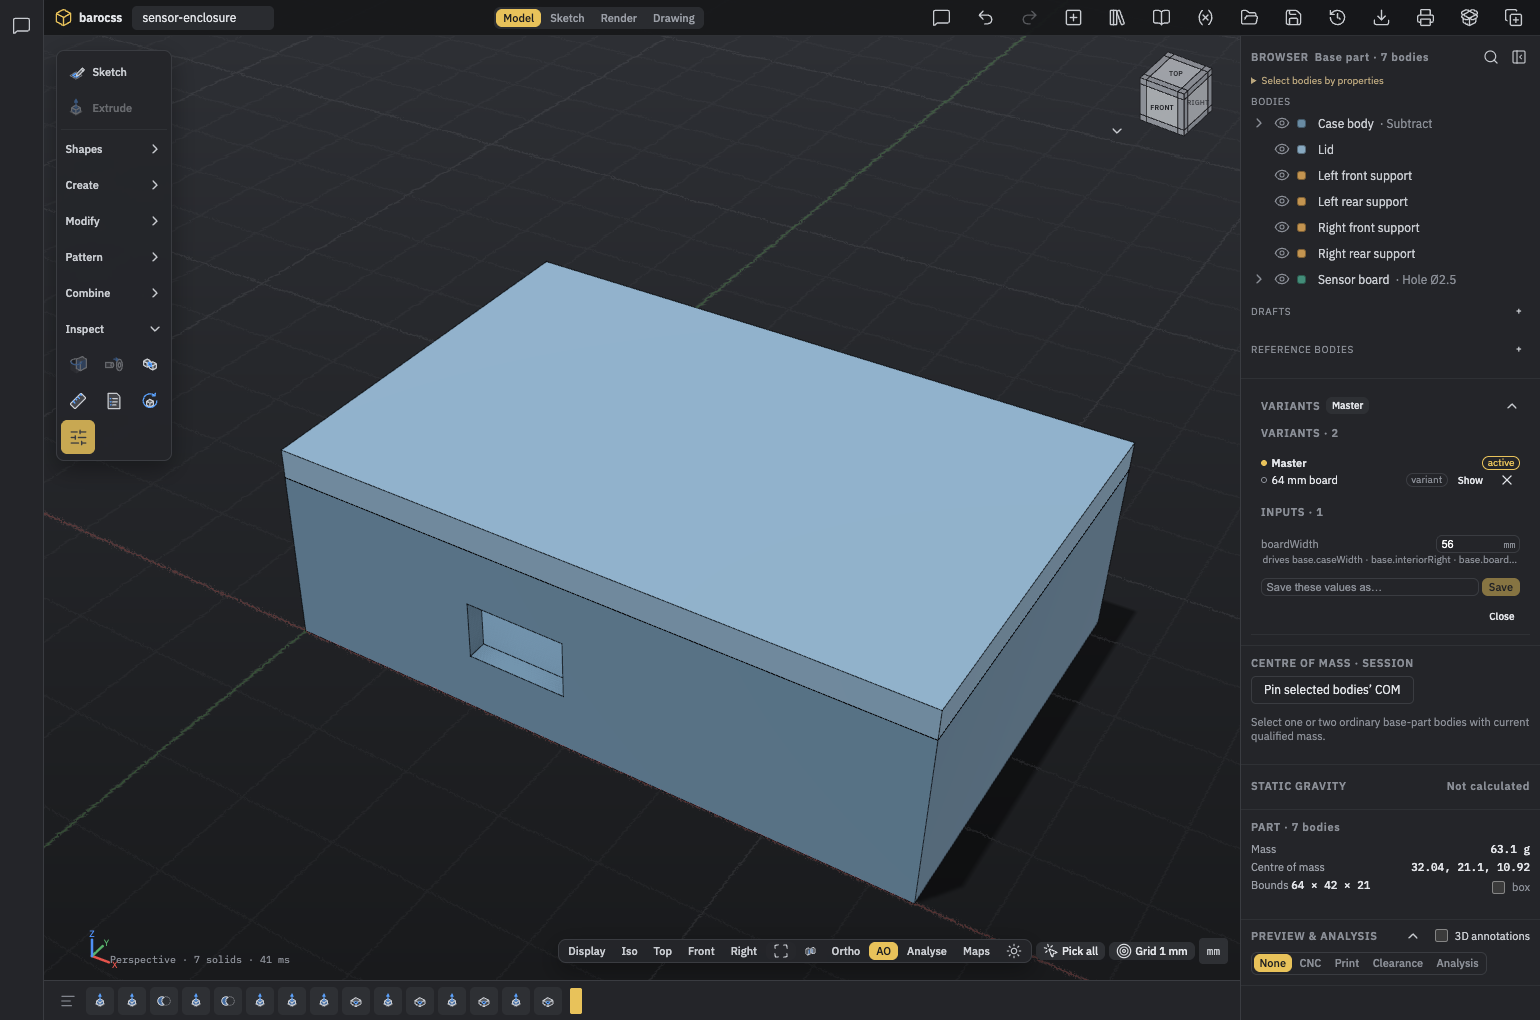 barocss
sensor-enclosure
Model Sketch Render Drawing
Sketch
Extrude
Shapes
Create
Modify
Pattern
Combine
Inspect
TOP
FRONT
RIGHT
BROWSER Base part · 7 bodies
Select bodies by properties
BODIES
Case body · Subtract
Lid
Left front support
Left rear support
Right front support
Right rear support
Sensor board · Hole Ø2.5
DRAFTS +
REFERENCE BODIES +
VARIANTS Master
VARIANTS · 2
Master active
64 mm board variant Show
INPUTS · 1
boardWidth 56 mm
drives base.caseWidth · base.interiorRight · base.board...
Save these values as... Save
Close
CENTRE OF MASS · SESSION
Pin selected bodies' COM
Select one or two ordinary base-part bodies with current
qualified mass.
STATIC GRAVITY Not calculated
PART · 7 bodies
Mass 63.1 g
Centre of mass 32.04, 21.1, 10.92
Bounds 64 × 42 × 21 box
PREVIEW & ANALYSIS 3D annotations
None CNC Print Clearance Analysis
Z
Y
X
Perspective · 7 solids · 41 ms
Display Iso Top Front Right Ortho AO Analyse Maps Pick all Grid 1 mm mm